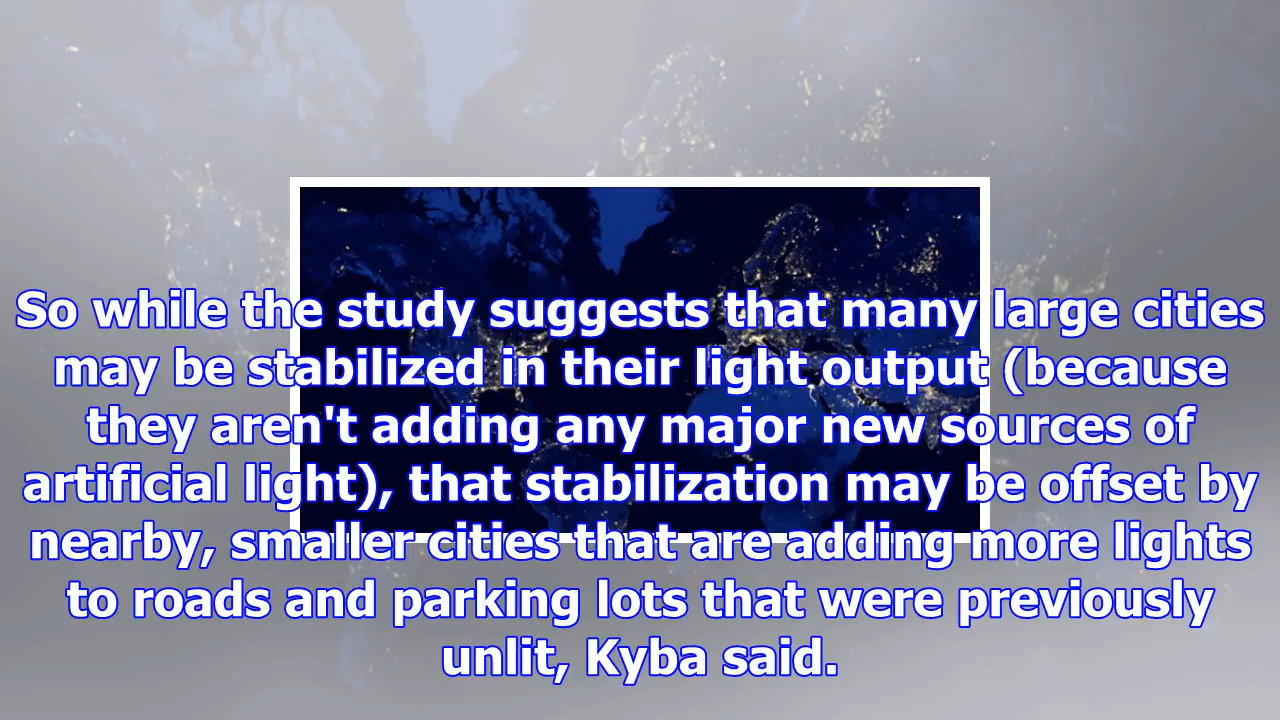 So while the study suggests that many large cities
may be stabilized in their light output (because
they aren't adding any major new sources of
artificial light), that stabilization may be offset by
nearby, smaller cities that are adding more lights
to roads and parking lots that were previously
unlit, Kyba said.